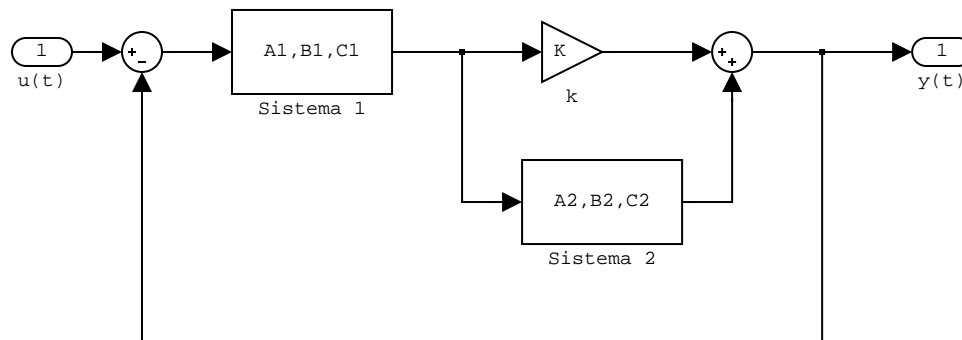 1
u(t)
+
−
A1,B1,C1
Sistema 1
K
k
+
+
1
y(t)
A2,B2,C2
Sistema 2